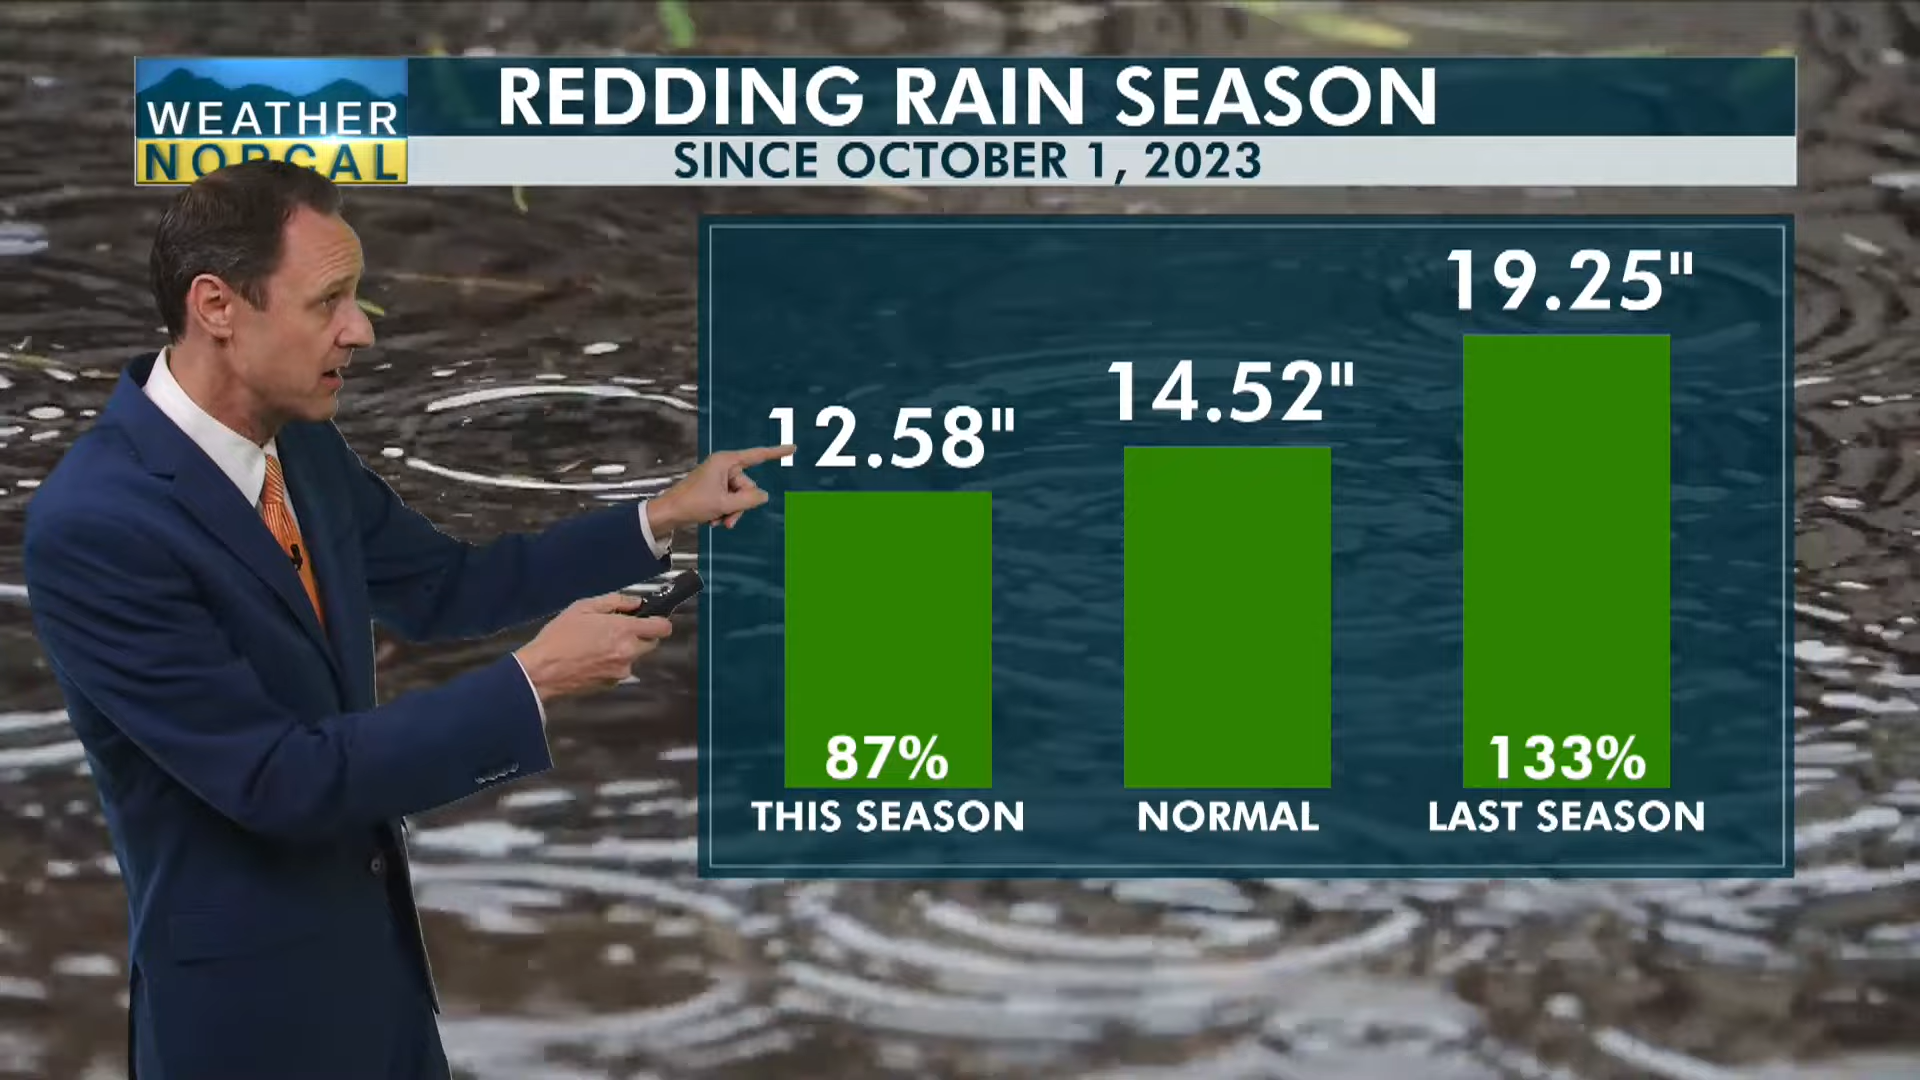 WEATHER
NORCAL
REDDING RAIN SEASON
SINCE OCTOBER 1, 2023
12.58"
14.52"
19.25"
87%
133%
THIS SEASON
NORMAL
LAST SEASON